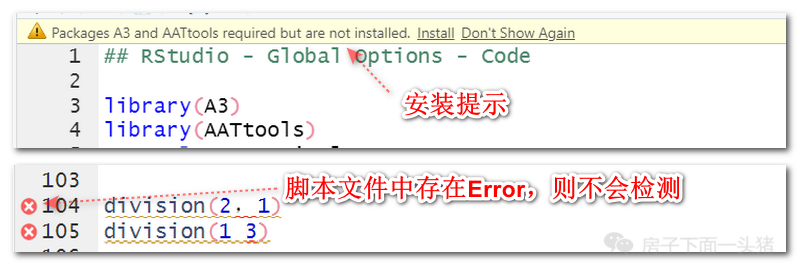 Packages A3 and AATtools required but are not installed. Install Don't Show Again
1 ## RStudio - Global Options - Code
2
3 library(A3)
安装提示
4 library(AATtools)
103
脚本文件中存在Error，则不会检测
104 division(2，1)
105 division(1 3)
房子下面一头猪